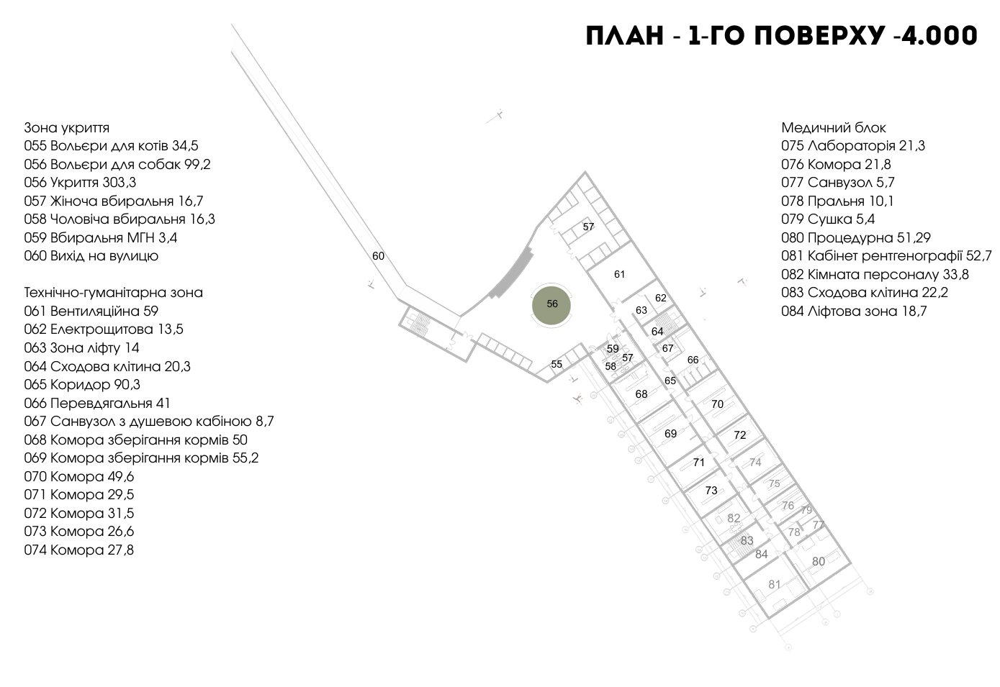 ПЛАН - 1-ГО ПОВЕРХУ -4.000
Зона укриття
055 Вольєри для котів 34,5
056 Вольєри для собак 99,2
056 Укриття 303,3
057 Жіноча вбиральня 16,7
058 Чоловіча вбиральня 16,3
059 Вбиральня МГН 3,4
060 Вихід на вулицю
Технічно-гуманітарна зона
061 Вентиляційна 59
062 Електрощитова 13,5
063 Зона ліфту 14
064 Сходова клітина 20,3
065 Коридор 90,3
066 Перевдягальня 41
067 Санвузол з душевою кабіною 8,7
068 Комора зберігання кормів 50
069 Комора зберігання кормів 55,2
070 Комора 49,6
071 Комора 29,5
072 Комора 31,5
073 Комора 26,6
074 Комора 27,8
Медичний блок
075 Лабораторія 21,3
076 Комора 21,8
077 Санвузол 5,7
078 Пральня 10,1
079 Сушка 5,4
080 Процедурна 51,29
081 Кабінет рентгенографії 52,7
082 Кімната персоналу 33,8
083 Сходова клітина 22,2
084 Ліфтова зона 18,7
57
60
61
62
56
63
64
59
67
57
66
55
58
65
68
70
69
72
71
74
75
73
76
79
82
77
78
83
84
80
81